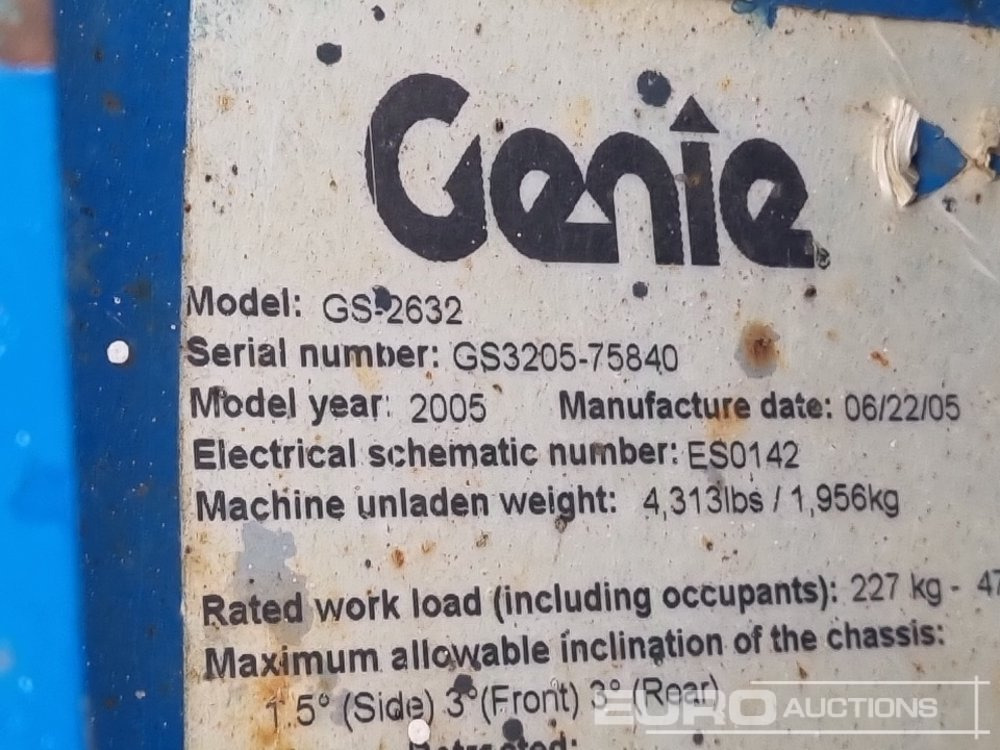 Genie
Model: GS-2632
Serial number: GS3205-75840
Model year: 2005 Manufacture date: 06/22/05
Electrical schematic number: ES0142
Machine unladen weight: 4,313lbs / 1,956kg
Rated work load (including occupants): 227 kg - 47
Maximum allowable inclination of the chassis:
1.5° (Side) 3°(Front) 3° (Rear)
Retracted:
EURO AUCTIONS